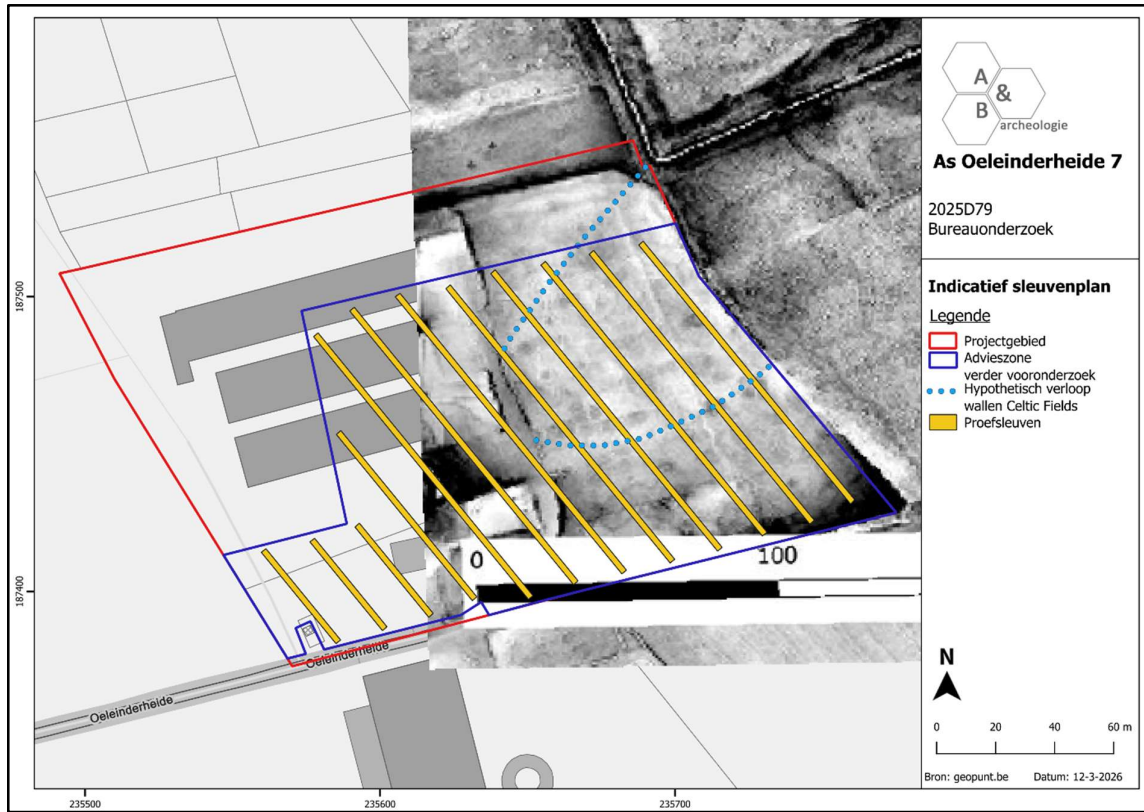 187500
187400
235500
235600
235700
0
100
Oeleinderheide
Oeleinderheide
A
&
B
archeologie
As Oeleinderheide 7
2025D79
Bureauonderzoek
Indicatief sleuvenplan
Legende
Projectgebied
Advieszone
verder vooronderzoek
Hypothetisch verloop
wallen Celtic Fields
Proefsleuven
N
0 20 40 60 m
Bron: geopunt.be Datum: 12-3-2026